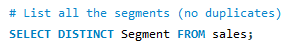 # List all the segments (no duplicates)
SELECT DISTINCT Segment FROM sales;